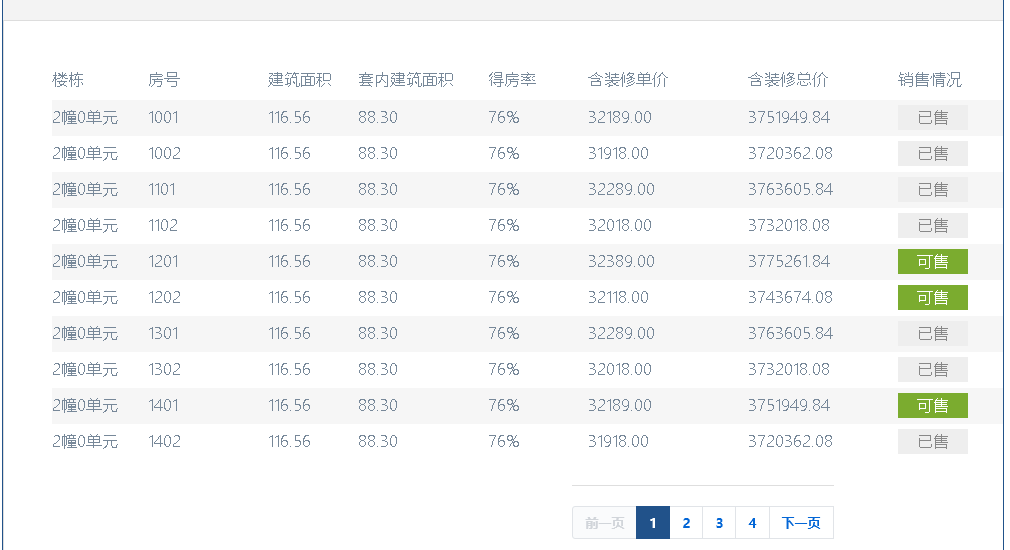 楼栋 房号 建筑面积 套内建筑面积 得房率 含装修单价 含装修总价 销售情况
2幢0单元 1001 116.56 88.30 76% 32189.00 3751949.84 已售
2幢0单元 1002 116.56 88.30 76% 31918.00 3720362.08 已售
2幢0单元 1101 116.56 88.30 76% 32289.00 3763605.84 已售
2幢0单元 1102 116.56 88.30 76% 32018.00 3732018.08 已售
2幢0单元 1201 116.56 88.30 76% 32389.00 3775261.84 可售
2幢0单元 1202 116.56 88.30 76% 32118.00 3743674.08 可售
2幢0单元 1301 116.56 88.30 76% 32289.00 3763605.84 已售
2幢0单元 1302 116.56 88.30 76% 32018.00 3732018.08 已售
2幢0单元 1401 116.56 88.30 76% 32189.00 3751949.84 可售
2幢0单元 1402 116.56 88.30 76% 31918.00 3720362.08 已售
前一页 1 2 3 4 下一页